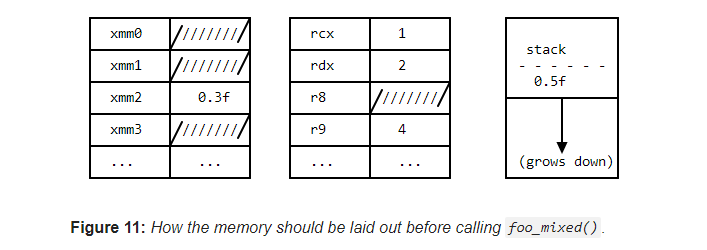 xmm0 ///////// rcx 1
xmm1 ///////// rdx 2
xmm2 0.3f r8 /////////
xmm3 ///////// r9 4
... ... ... ...
stack
- - - - - -
0.5f
(grows down)
Figure 11: How the memory should be laid out before calling foo_mixed().